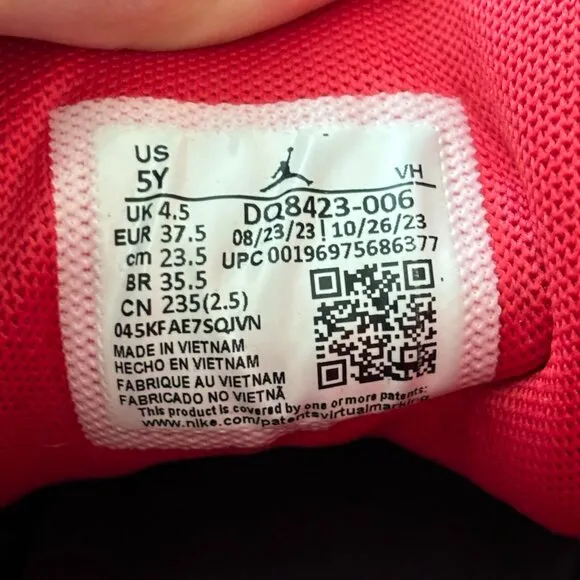 US
5Y
VH
UK 4.5
DQ8423-006
EUR 37.5
08/23/23 | 10/26/23
cm 23.5
UPC 00196975686377
BR 35.5
CN 235(2.5)
045KFAE7SQJVN
MADE IN VIETNAM
HECHO EN VIETNAM
FABRIQUE AU VIETNAM
FABRICADO NO VIETNÃ
This product is covered by one or more patents:
www.nike.com/patentsvirtualmarking